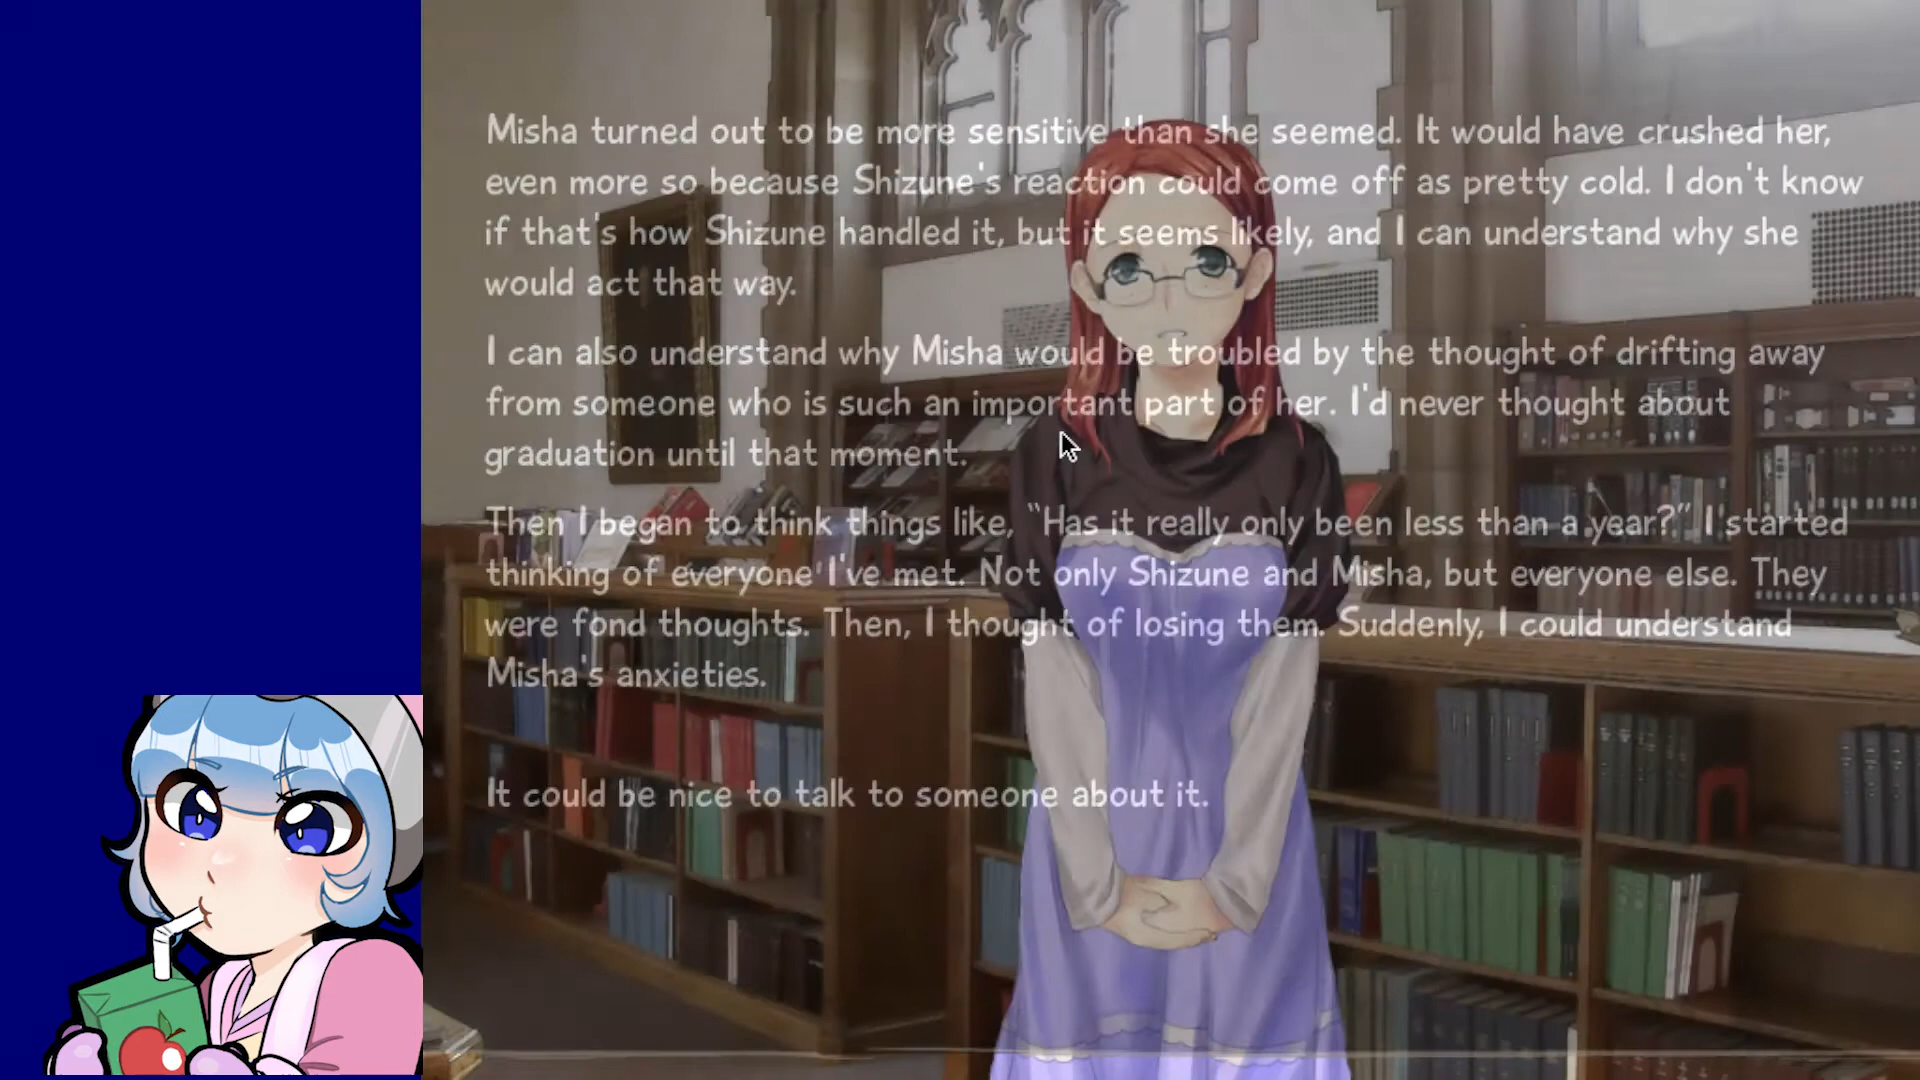 Misha turned out to be more sensitive than she seemed. It would have crushed her,
even more so because Shizune's reaction could come off as pretty cold. I don't know
if that's how Shizune handled it, but it seems likely, and I can understand why she
would act that way.
I can also understand why Misha would be troubled by the thought of drifting away
from someone who is such an important part of her. I'd never thought about
graduation until that moment.
Then I began to think things like, “Has it really only been less than a year?” I started
thinking of everyone I've met. Not only Shizune and Misha, but everyone else. They
were fond thoughts. Then, I thought of losing them. Suddenly, I could understand
Misha's anxieties.
It could be nice to talk to someone about it.